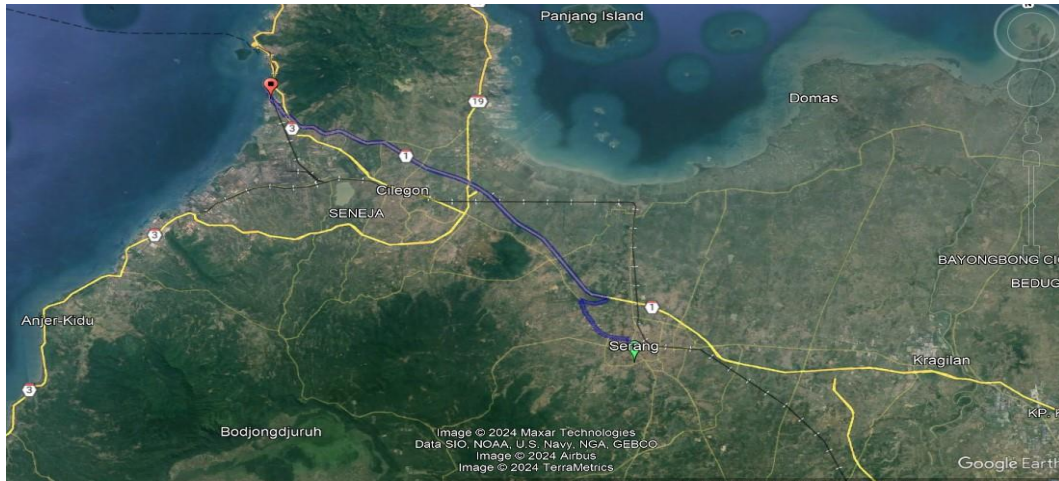 Panjang Island
19
Domas
3
1
Cilegon
SENEJA
3
BAYONGBONG
BEDUG
1
Anjer-Kidu
Serang
Kragilan
3
KP.
Bodjongdjuruh
Image © 2024 Maxar Technologies
Data SIO, NOAA, U.S. Navy, NGA, GEBCO
Image © 2024 Airbus
Image © 2024 TerraMetrics
Google Earth